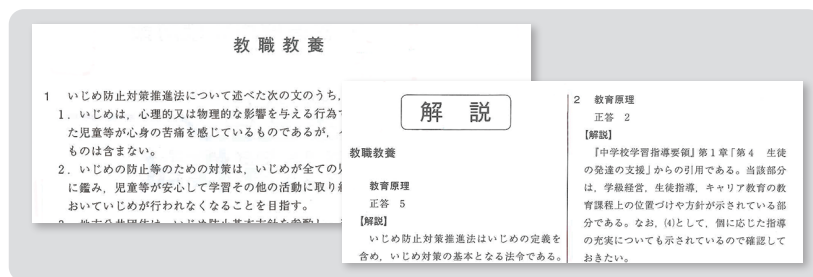 教職教養
1 いじめ防止対策推進法について述べた次の文のうち，
1．いじめは，心理的又は物理的な影響を与える行為で
た児童等が心身の苦痛を感じているものであるが，
ものは含まない。
2．いじめの防止等のための対策は，いじめが全ての
に鑑み，児童等が安心して学習その他の活動に取り
おいていじめが行われなくなることを目指す。
解説
教職教養
教育原理
正答 5
【解説】
いじめ防止対策推進法はいじめの定義を
含め，いじめ対策の基本となる法令である。
2 教育原理
正答 2
【解説】
『中学校学習指導要領』第1章「第4 生徒
の発達の支援」からの引用である。当該部分
は，学級経営，生徒指導，キャリア教育の教
育課程上の位置づけや方針が示されている部
分である。なお，⑷として，個に応じた指導
の充実についても示されているので確認して
おきたい。